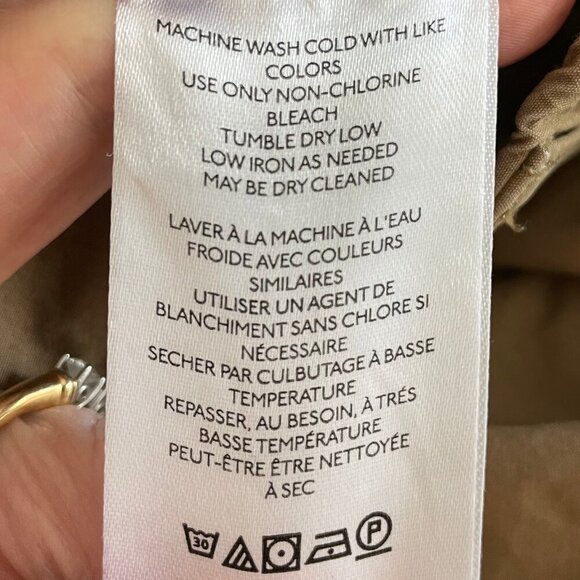 MACHINE WASH COLD WITH LIKE
COLORS
USE ONLY NON-CHLORINE
BLEACH
TUMBLE DRY LOW
LOW IRON AS NEEDED
MAY BE DRY CLEANED
LAVER À LA MACHINE À L'EAU
FROIDE AVEC COULEURS
SIMILAIRES
UTILISER UN AGENT DE
BLANCHIMENT SANS CHLORE SI
NÉCESSAIRE
SECHER PAR CULBUTAGE À BASSE
TEMPERATURE
REPASSER, AU BESOIN, À TRÉS
BASSE TEMPÉRATURE
PEUT-ÊTRE ÊTRE NETTOYÉE
À SEC
30 P